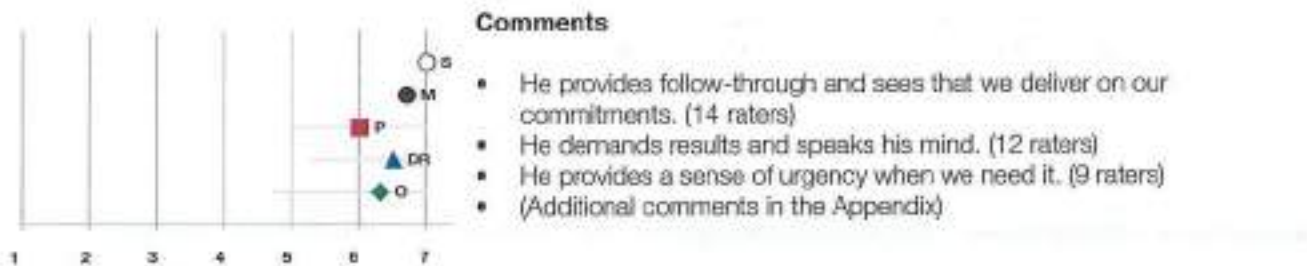 Comments
S
M
P
DR
O
• He provides follow-through and sees that we deliver on our
commitments. (14 raters)
• He demands results and speaks his mind. (12 raters)
• He provides a sense of urgency when we need it. (9 raters)
• (Additional comments in the Appendix)
1 2 3 4 5 6 7